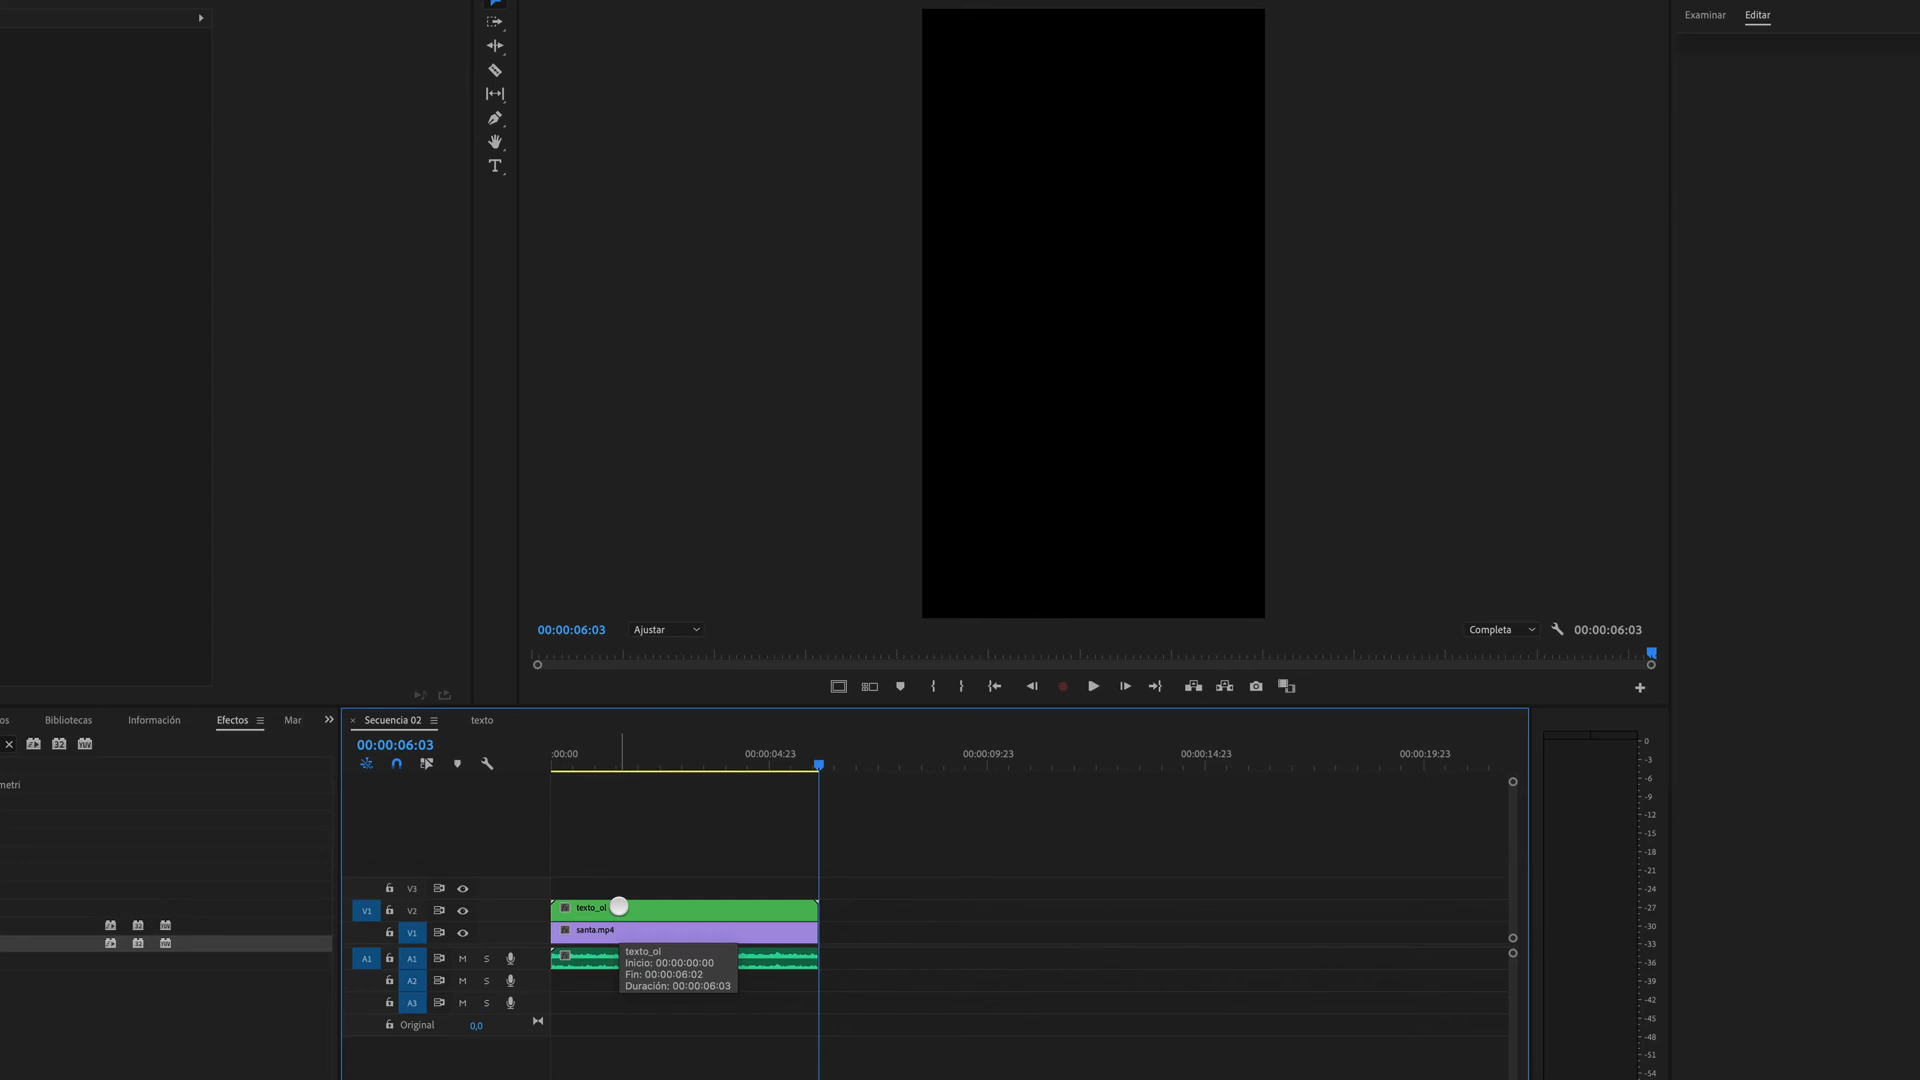 Examinar Editar
T
00:00:06:03 Ajustar Completa 00:00:06:03
os Bibliotecas Información Efectos Mar
Secuencia 02 texto
00:00:06:03
:00:00 00:00:04:23 00:00:09:23 00:00:14:23 00:00:19:23
metri
V3
V1 V2 texto_ol
V1 santa.mp4
A1 A1 M S
A2 M S
A3 M S
Original 0,0
texto_ol
Inicio: 00:00:00:00
Fin: 00:00:06:02
Duración: 00:00:06:03
0
-3
-6
-9
-12
-15
-18
-21
-24
-27
-30
-33
-36
-39
-42
-45
-48
-51
-54